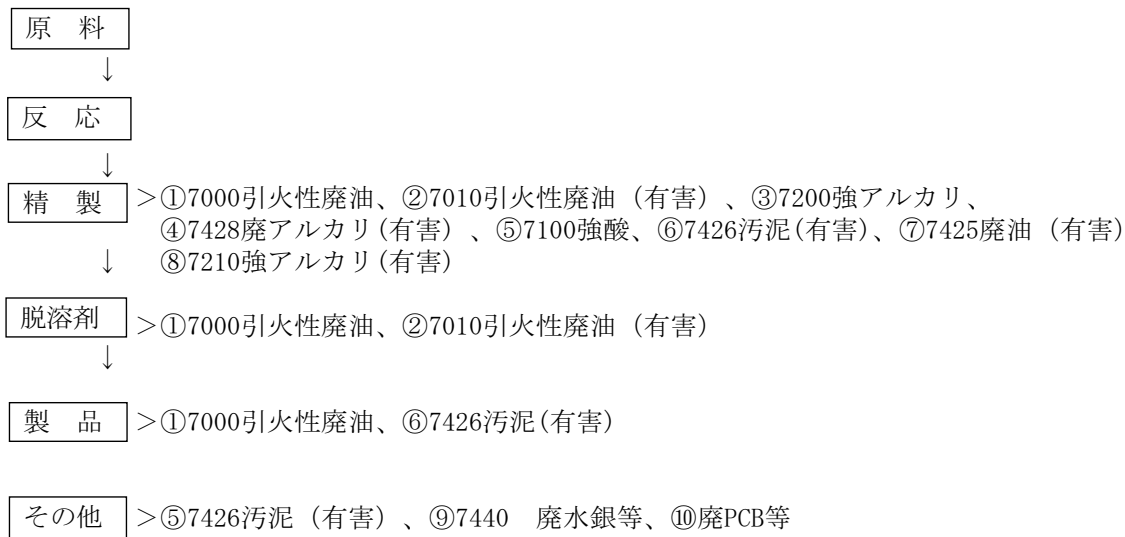 原　料
↓
反　応
↓
精　製 ＞①7000引火性廃油、②7010引火性廃油（有害）、③7200強アルカリ、
④7428廃アルカリ(有害）、⑤7100強酸、⑥7426汚泥(有害)、⑦7425廃油（有害）
↓ ⑧7210強アルカリ(有害)
脱溶剤 ＞①7000引火性廃油、②7010引火性廃油（有害）
↓
製　品 ＞①7000引火性廃油、⑥7426汚泥(有害)
その他 ＞⑤7426汚泥（有害）、⑨7440　廃水銀等、⑩廃PCB等